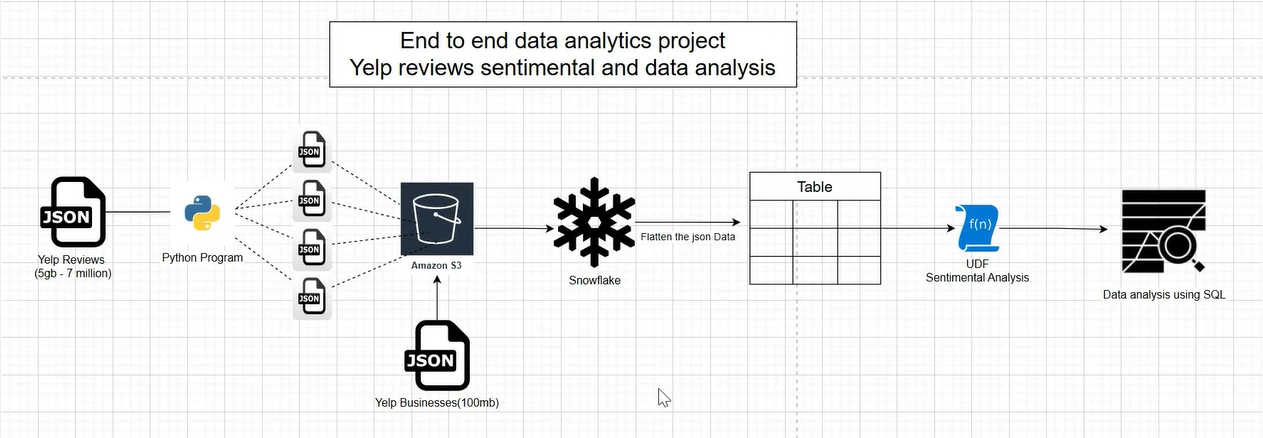 End to end data analytics project
Yelp reviews sentimental and data analysis
JSON
Yelp Reviews
(5gb - 7 million)
Python Program
JSON
JSON
JSON
JSON
Amazon S3
JSON
Yelp Businesses(100mb)
Snowflake
Flatten the json Data
Table
f(n)
UDF
Sentimental Analysis
Data analysis using SQL